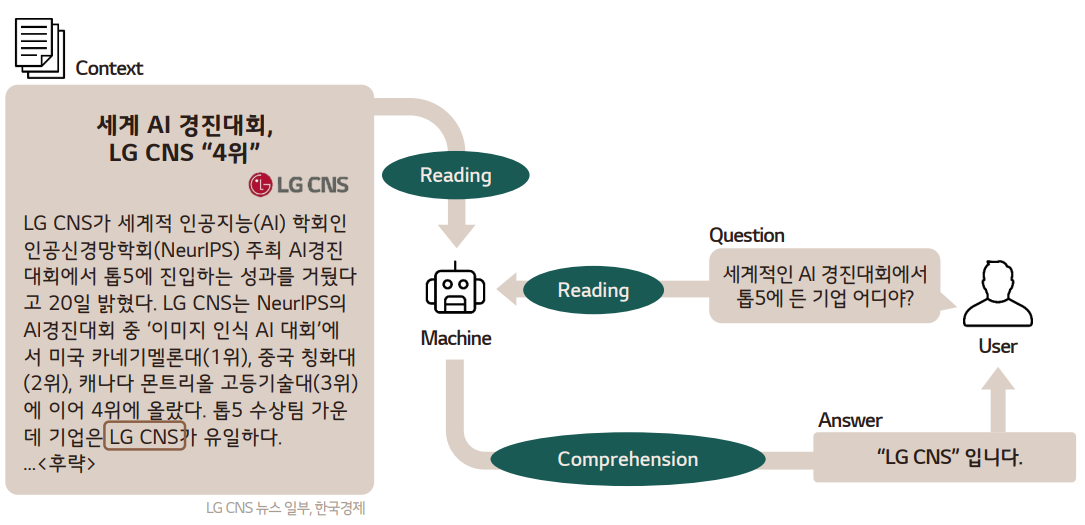 Context
세계 AI 경진대회,
LG CNS “4위”
LG CNS
LG CNS가 세계적 인공지능(AI) 학회인
인공신경망학회(NeurIPS) 주최 AI경진
대회에서 톱5에 진입하는 성과를 거뒀다
고 20일 밝혔다. LG CNS는 NeurIPS의
AI경진대회 중 ‘이미지 인식 AI 대회’에
서 미국 카네기멜론대(1위), 중국 칭화대
(2위), 캐나다 몬트리올 고등기술대(3위)
에 이어 4위에 올랐다. 톱5 수상팀 가운
데 기업은 LG CNS가 유일하다.
...<후략>
LG CNS 뉴스 일부, 한국경제
Reading
Machine
Reading
Question
세계적인 AI 경진대회에서
톱5에 든 기업 어디야?
User
Comprehension
Answer
“LG CNS” 입니다.